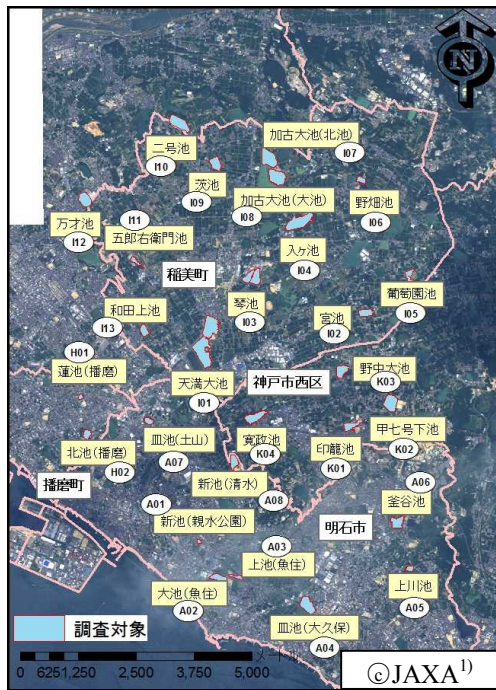 N
二号池
I10
加古大池(北池)
I07
茨池
I09
加古大池(大池)
I08
野畑池
I06
万才池
I12
I11
五郎右衛門池
入ヶ池
I04
稲美町
葡萄園池
I05
和田上池
I13
琴池
I03
宮池
I02
H01
蓮池(播磨)
天満大池
I01
神戸市西区
野中大池
K03
北池(播磨)
H02
皿池(土山)
A07
寛政池
K04
印籠池
K01
甲七号下池
K02
播磨町
新池(清水)
A08
A06
釜谷池
A01
新池(親水公園)
明石市
A03
上池(魚住)
大池(魚住)
A02
上川池
A05
皿池(大久保)
A04
調査対象
メートル
0 625 1,250 2,500 3,750 5,000
ⓒJAXA1)